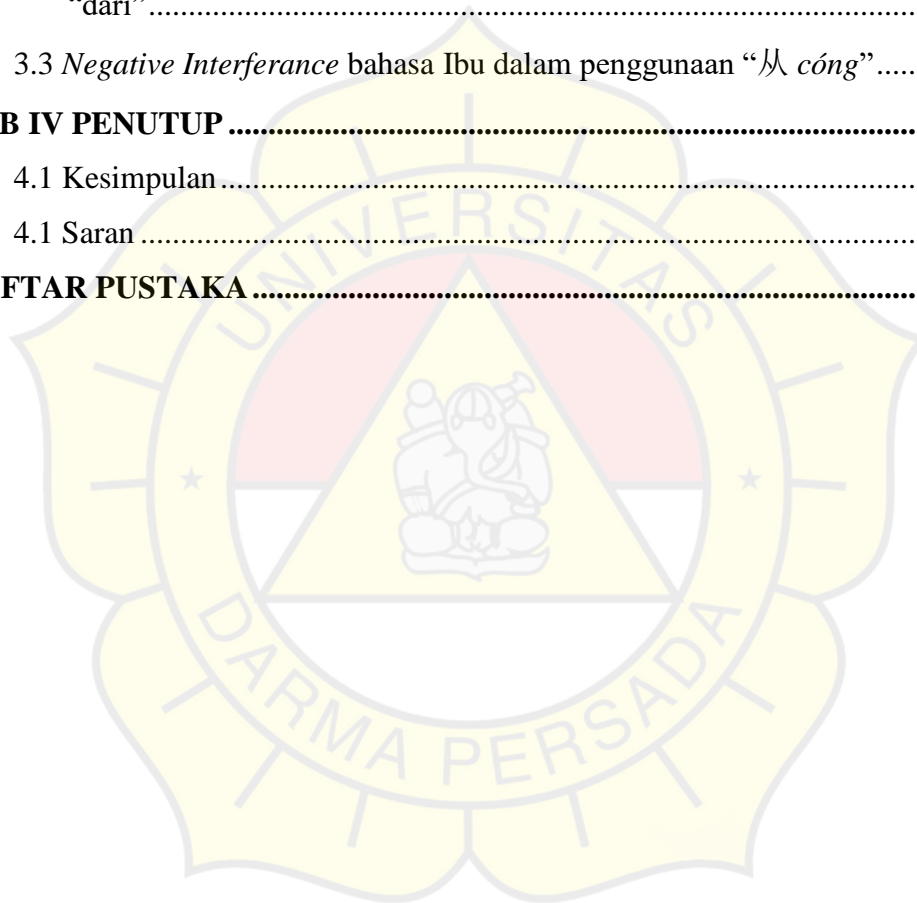 “dari”
3.3 Negative Interferance bahasa Ibu dalam penggunaan “从 cóng”
B IV PENUTUP
4.1 Kesimpulan
4.1 Saran
FTAR PUSTAKA
UNIVERSITAS
DARMA PERSADA